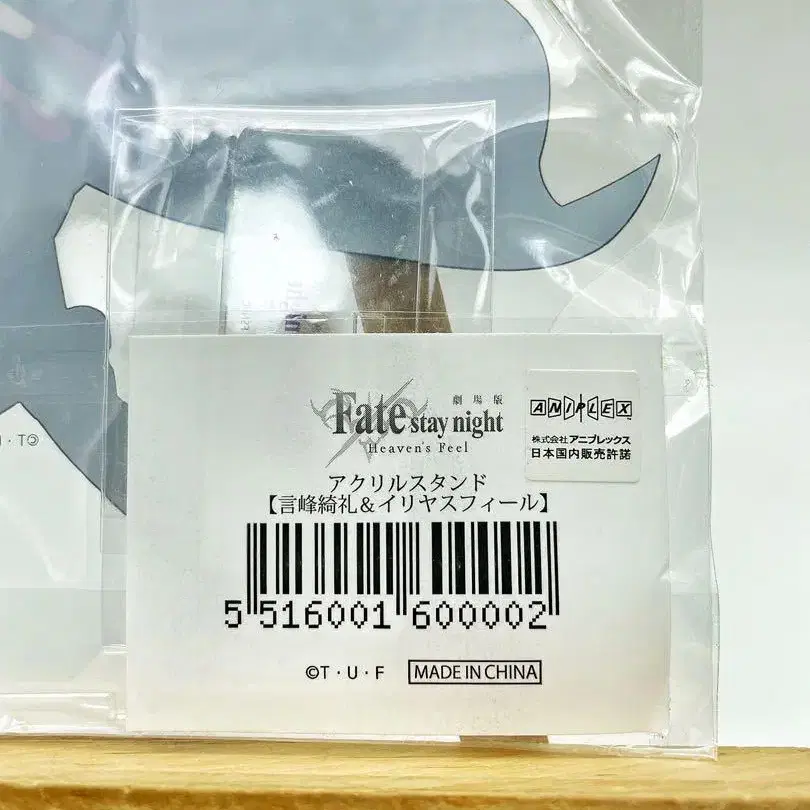 劇場版
Fate stay night
Heaven's Feel
アクリルスタンド
【言峰綺礼&イリヤスフィール】
5 516001 600002
©T・U・F MADE IN CHINA
ANIPLEX
株式会社アニプレックス
日本国内販売許諾